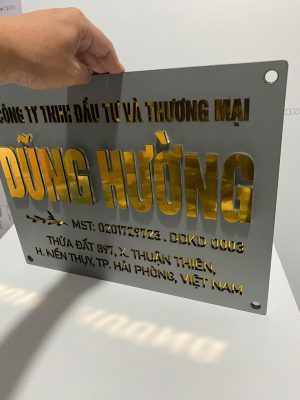 CÔNG TY TNHH ĐẦU TƯ VÀ THƯƠNG MẠI
DŨNG HƯỜNG
MST: 0201729723 . ĐDKD 0003
THỬA ĐẤT 897, X. THUẬN THIÊN,
H. KIẾN THỤY, TP. HẢI PHÒNG, VIỆT NAM